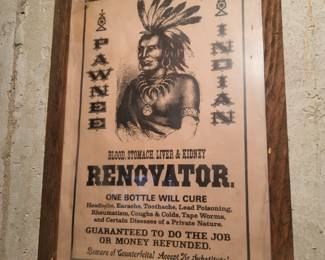 PAWNEE
INDIAN
BLOOD, STOMACH, LIVER & KIDNEY
RENOVATOR.
ONE BOTTLE WILL CURE
Headache, Earache, Toothache, Lead Poisoning,
Rheumatism, Coughs & Colds, Tape Worms,
and Certain Diseases of a Private Nature.
GUARANTEED TO DO THE JOB
OR MONEY REFUNDED.
Beware of Counterfeits! Accept No Substitutes!